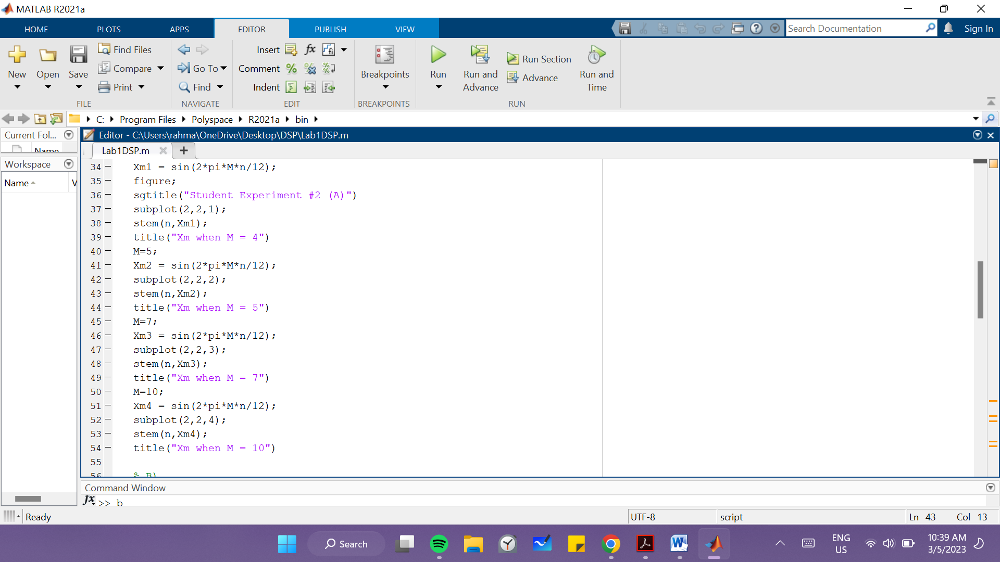 MATLAB R2021a
HOME PLOTS APPS EDITOR PUBLISH VIEW Search Documentation Sign In
New Open Save Find Files Compare Print FILE
Go To Find NAVIGATE
Insert fx fi Comment Indent EDIT
Breakpoints BREAKPOINTS
Run Run and Advance Run Section Advance Run and Time RUN
C: Program Files Polyspace R2021a bin
Current Fol...
Name
Workspace
Name V
Editor - C:\Users\rahma\OneDrive\Desktop\DSP\Lab1DSP.m
Lab1DSP.m
34 Xm1 = sin(2*pi*M*n/12);
35 figure;
36 sgtitle("Student Experiment #2 (A)")
37 subplot(2,2,1);
38 stem(n,Xm1);
39 title("Xm when M = 4")
40 M=5;
41 Xm2 = sin(2*pi*M*n/12);
42 subplot(2,2,2);
43 stem(n,Xm2);
44 title("Xm when M = 5")
45 M=7;
46 Xm3 = sin(2*pi*M*n/12);
47 subplot(2,2,3);
48 stem(n,Xm3);
49 title("Xm when M = 7")
50 M=10;
51 Xm4 = sin(2*pi*M*n/12);
52 subplot(2,2,4);
53 stem(n,Xm4);
54 title("Xm when M = 10")
55
56 % B)
Command Window
fx >> b
Ready UTF-8 script Ln 43 Col 13
Search ENG US 10:39 AM 3/5/2023